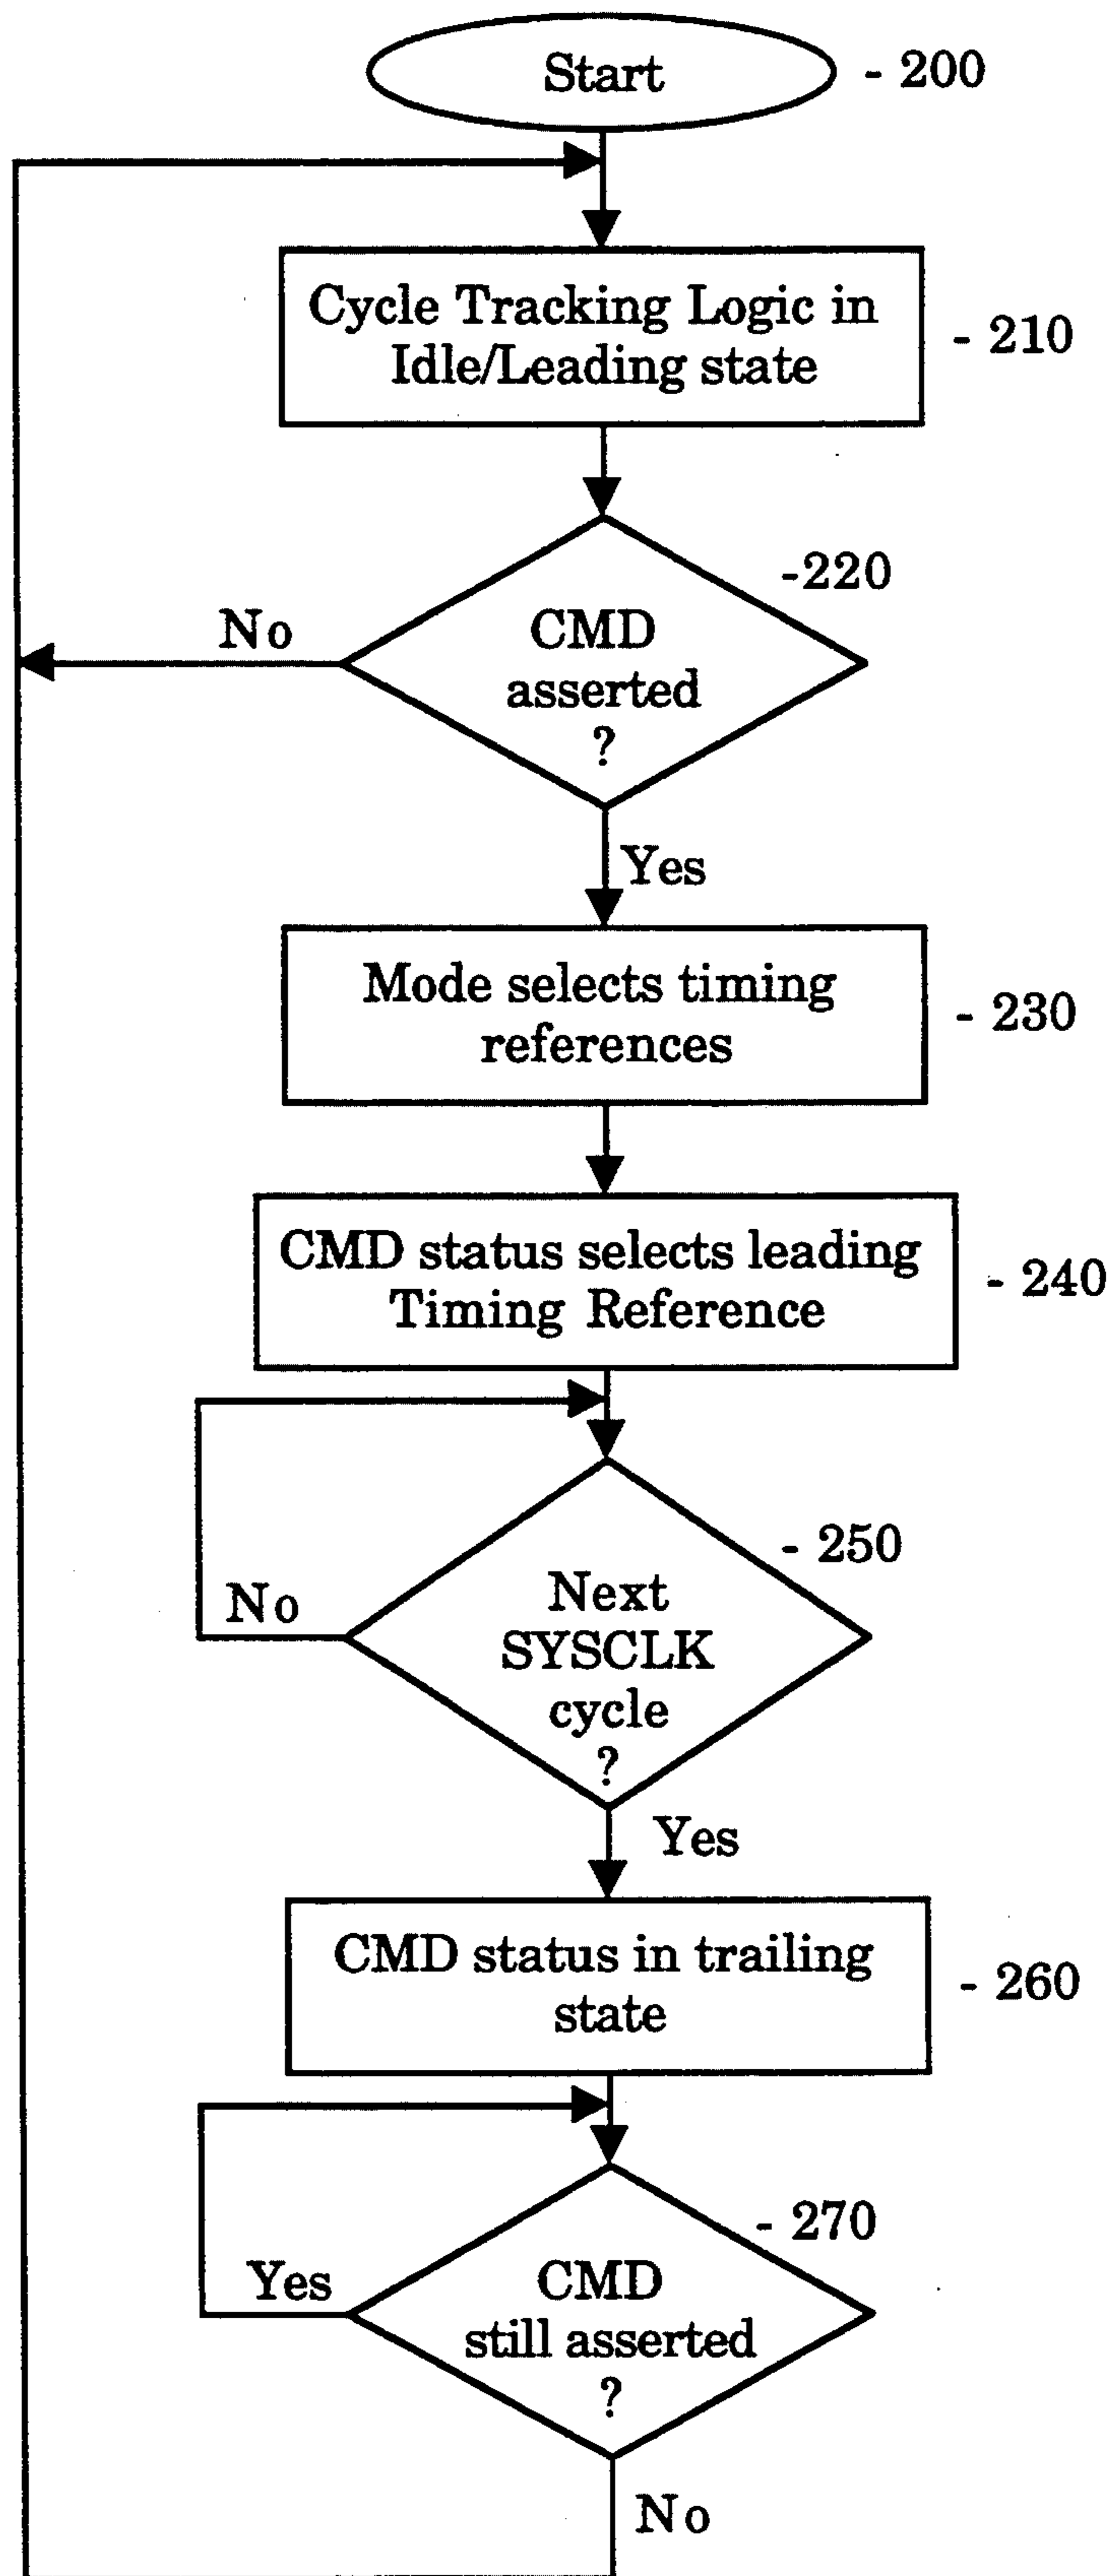 Start
- 200
Cycle Tracking Logic in
Idle/Leading state
- 210
-220
No
CMD
asserted
?
Yes
Mode selects timing
references
- 230
CMD status selects leading
Timing Reference
- 240
- 250
No
Next
SYSCLK
cycle
?
Yes
CMD status in trailing
state
- 260
- 270
Yes
CMD
still asserted
?
No